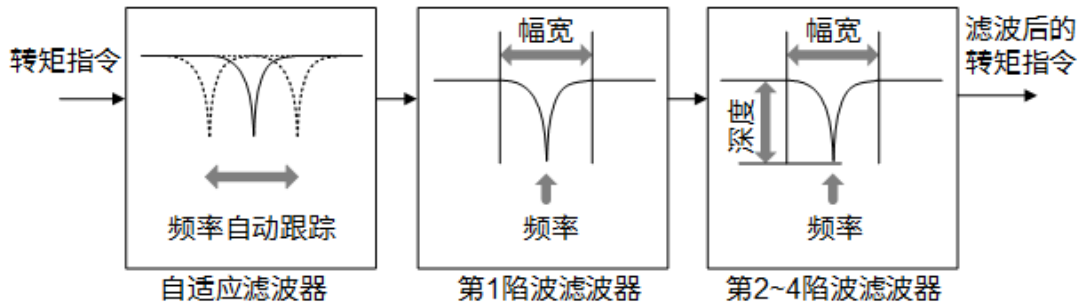 转矩指令
频率自动跟踪
自适应滤波器
幅宽
频率
第1陷波滤波器
幅宽
深度
频率
第2~4陷波滤波器
滤波后的
转矩指令